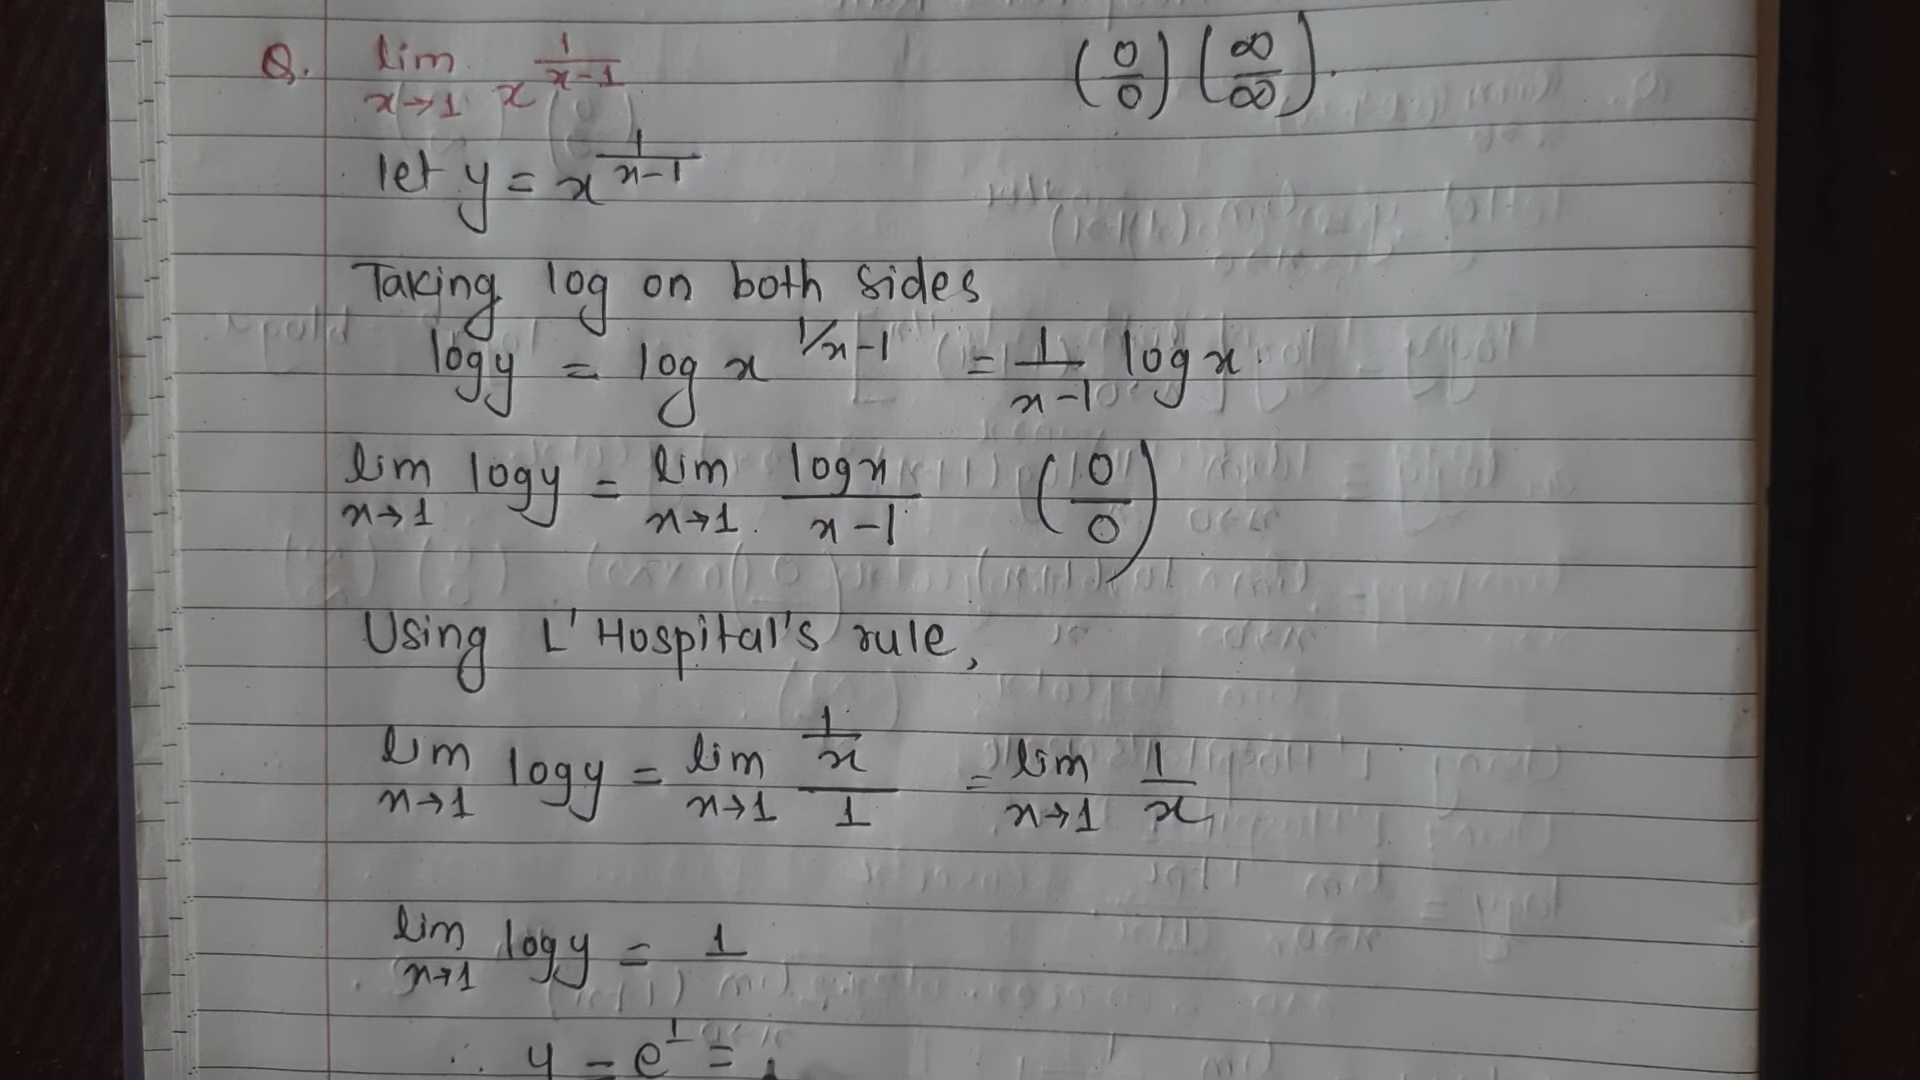 Q. lim x→1 x^(1/(x-1)) (0/0) (∞/∞).
let y = x^(1/(x-1))
Taking log on both sides
log y = log x^(1/x-1) = 1/(x-1) log x
lim x→1 log y = lim x→1 log x/(x-1) (0/0)
Using L'Hospital's rule,
lim x→1 log y = lim x→1 (1/x)/1 = lim x→1 1/x
lim x→1 log y = 1
∴ y = e^1 =